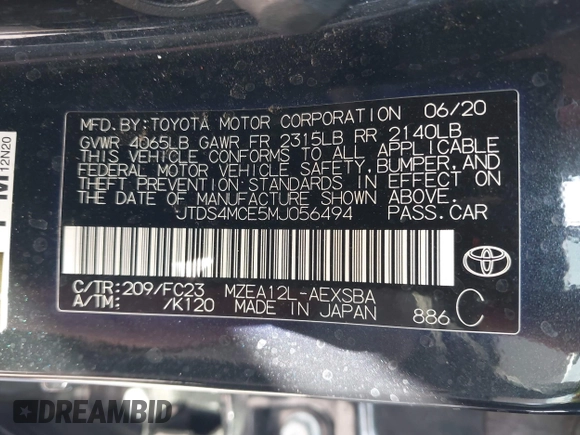 MFD.BY:TOYOTA MOTOR CORPORATION 06/20
GVWR 4065LB GAWR FR 2315LB RR 2140LB
THIS VEHICLE CONFORMS TO ALL APPLICABLE
FEDERAL MOTOR VEHICLE SAFETY,BUMPER,AND
THEFT PREVENTION STANDARDS IN EFFECT ON
THE DATE OF MANUFACTURE SHOWN ABOVE.
JTDS4MCE5MJ056494 PASS.CAR
C/TR:209/FC23 MZEA12L-AEXSBA
A/TM: /K120 MADE IN JAPAN 886 C
TOYOTA
M 12N20
DREAMBID